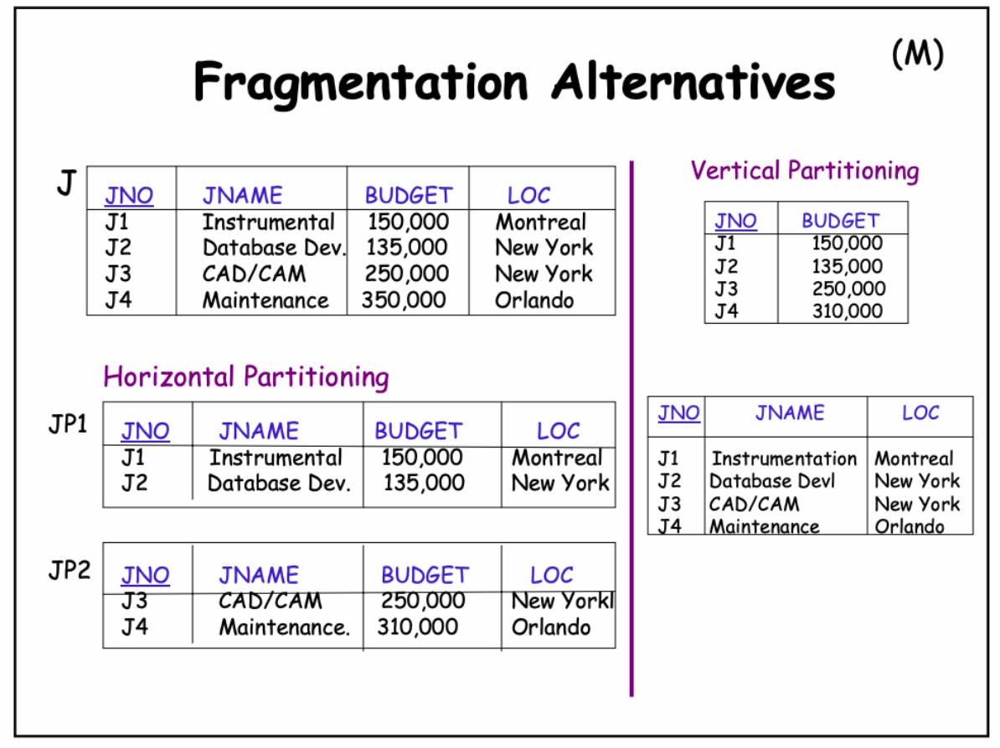 (M)
Fragmentation Alternatives
J
JNO JNAME BUDGET LOC
J1 Instrumental 150,000 Montreal
J2 Database Dev. 135,000 New York
J3 CAD/CAM 250,000 New York
J4 Maintenance 350,000 Orlando
Horizontal Partitioning
JP1
JNO JNAME BUDGET LOC
J1 Instrumental 150,000 Montreal
J2 Database Dev. 135,000 New York
JP2
JNO JNAME BUDGET LOC
J3 CAD/CAM 250,000 New Yorkl
J4 Maintenance. 310,000 Orlando
Vertical Partitioning
JNO BUDGET
J1 150,000
J2 135,000
J3 250,000
J4 310,000
JNO JNAME LOC
J1 Instrumentation Montreal
J2 Database Devl New York
J3 CAD/CAM New York
J4 Maintenance Orlando